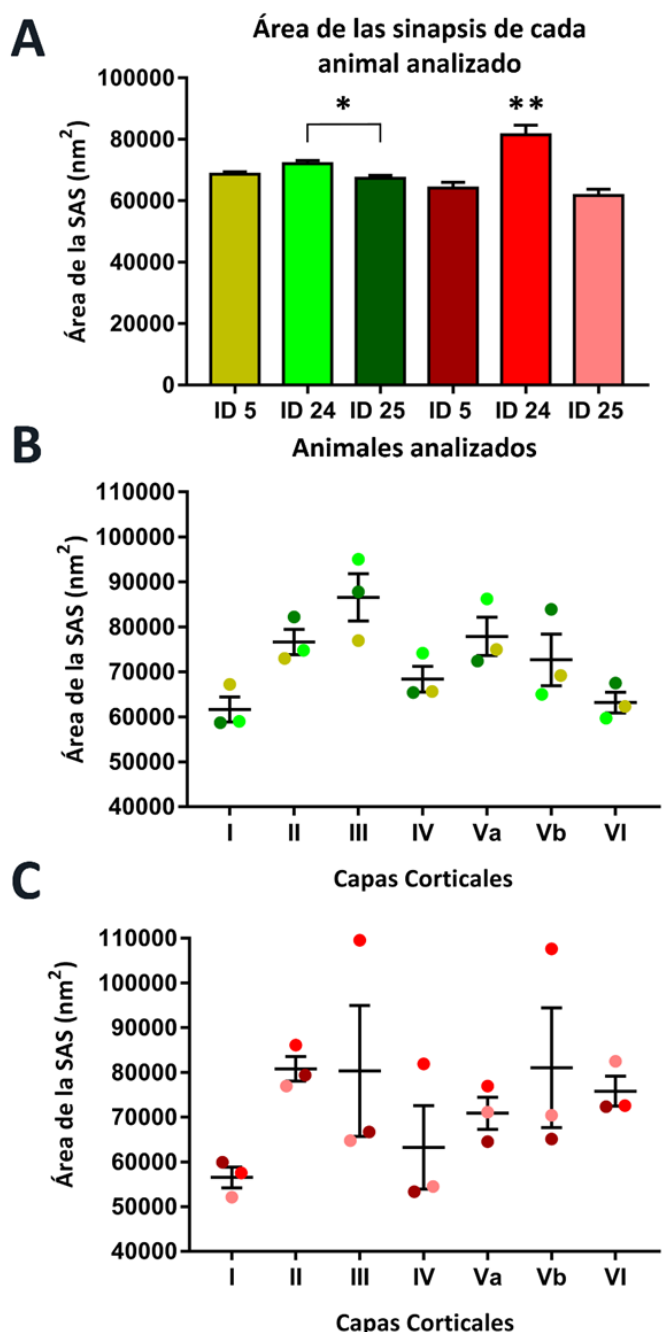 A
Área de las sinapsis de cada
animal analizado
Área de la SAS (nm²)
100000
80000
60000
40000
20000
0
*
**
ID 5 ID 24 ID 25 ID 5 ID 24 ID 25
Animales analizados
B
Área de la SAS (nm²)
110000
100000
90000
80000
70000
60000
50000
40000
I II III IV Va Vb VI
Capas Corticales
C
Área de la SAS (nm²)
110000
100000
90000
80000
70000
60000
50000
40000
I II III IV Va Vb VI
Capas Corticales